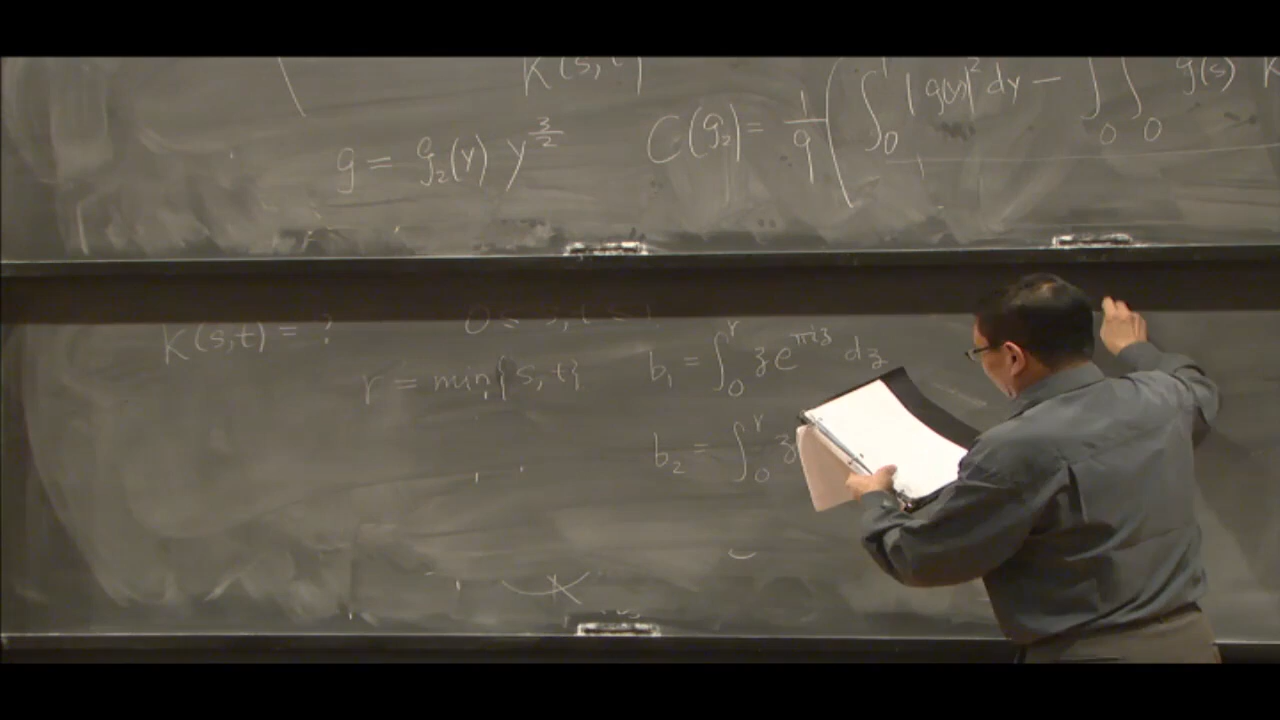 K(s,t)
g = g₂(y) y^{3/2}
C(g₂) = 1/9 ( ∫₀¹ |g(y)|² dy − ∫₀ ∫₀ g(s) K
K(s,t) = ?
r = min{s, t}
b₁ = ∫₀^r z e^{πiz} dz
b₂ = ∫₀^r z